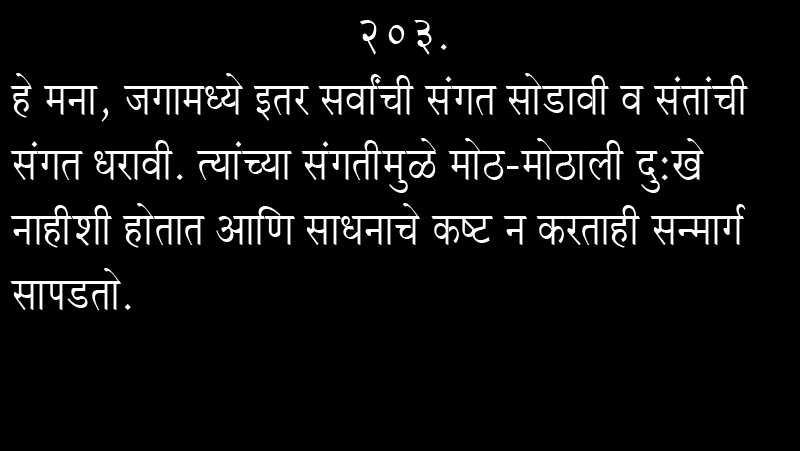 २०३.
हे मना, जगामध्ये इतर सर्वांची संगत सोडावी व संतांची
संगत धरावी. त्यांच्या संगतीमुळे मोठ-मोठाली दु:खे
नाहीशी होतात आणि साधनाचे कष्ट न करताही सन्मार्ग
सापडतो.